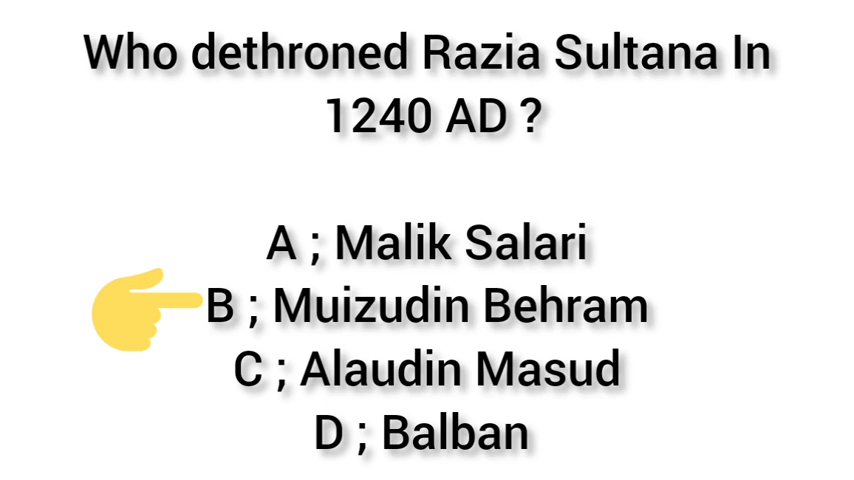 Who dethroned Razia Sultana In
1240 AD ?
A ; Malik Salari
B ; Muizudin Behram
C ; Alaudin Masud
D ; Balban